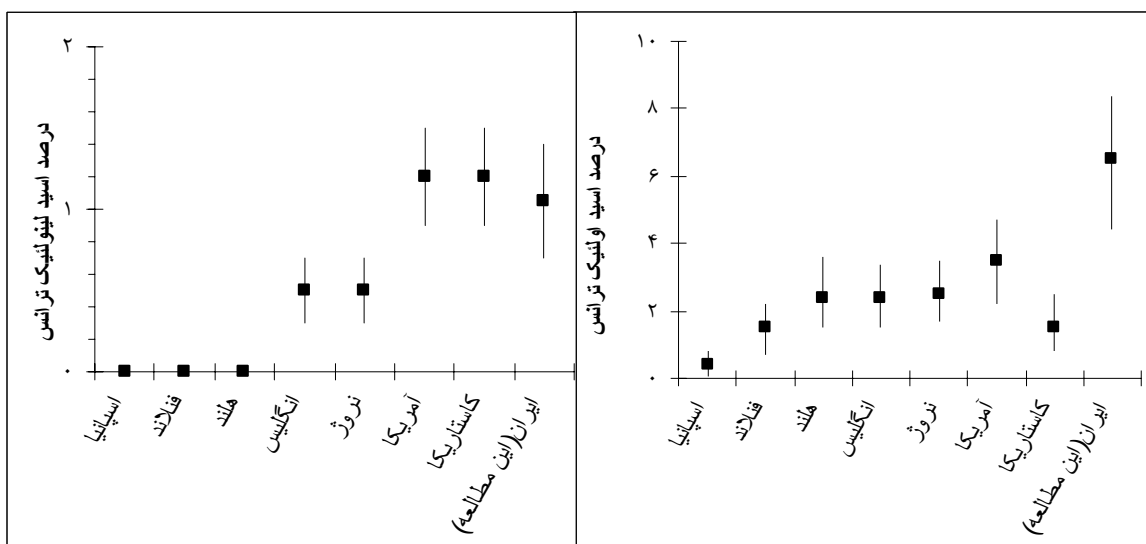 درصد اسید لینولئیک ترانس
۲
۱
۰
اسپانیا
فنلاند
هلند
انگلیس
نروژ
آمریکا
کاستاریکا
ایران(این مطالعه)
درصد اسید اولئیک ترانس
۱۰
۸
۶
۴
۲
۰
اسپانیا
فنلاند
هلند
انگلیس
نروژ
آمریکا
کاستاریکا
ایران(این مطالعه)